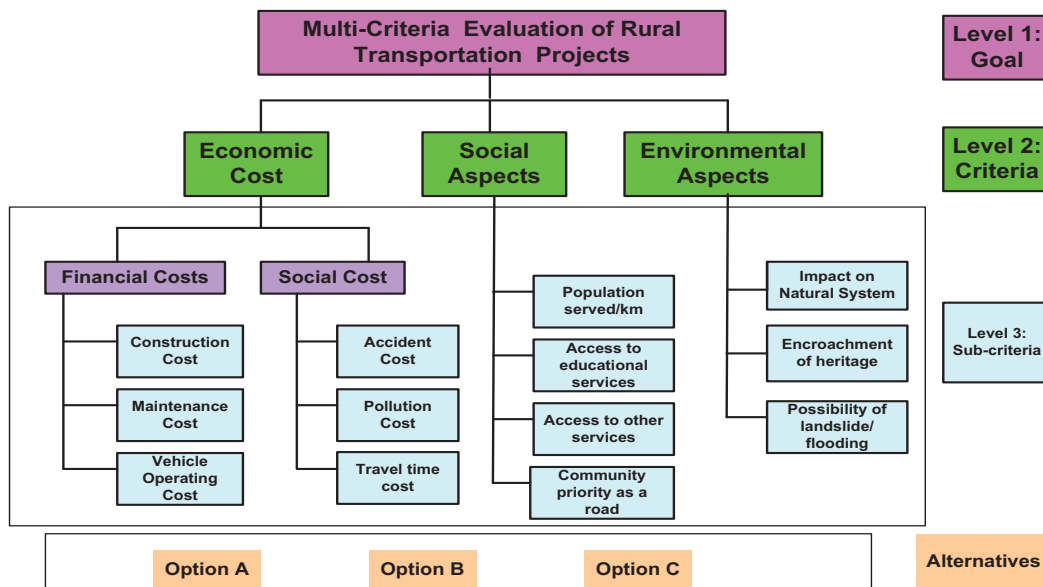 Multi-Criteria Evaluation of Rural
Transportation Projects
Level 1:
Goal
Economic
Cost
Social
Aspects
Environmental
Aspects
Level 2:
Criteria
Financial Costs
Social Cost
Construction
Cost
Maintenance
Cost
Vehicle
Operating
Cost
Accident
Cost
Pollution
Cost
Travel time
cost
Population
served/km
Access to
educational
services
Access to other
services
Community
priority as a
road
Impact on
Natural System
Encroachment
of heritage
Possibility of
landslide/
flooding
Level 3:
Sub-criteria
Option A
Option B
Option C
Alternatives